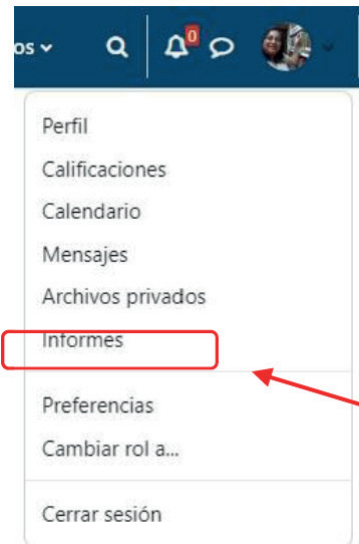 os
0
Perfil
Calificaciones
Calendario
Mensajes
Archivos privados
Informes
Preferencias
Cambiar rol a...
Cerrar sesión